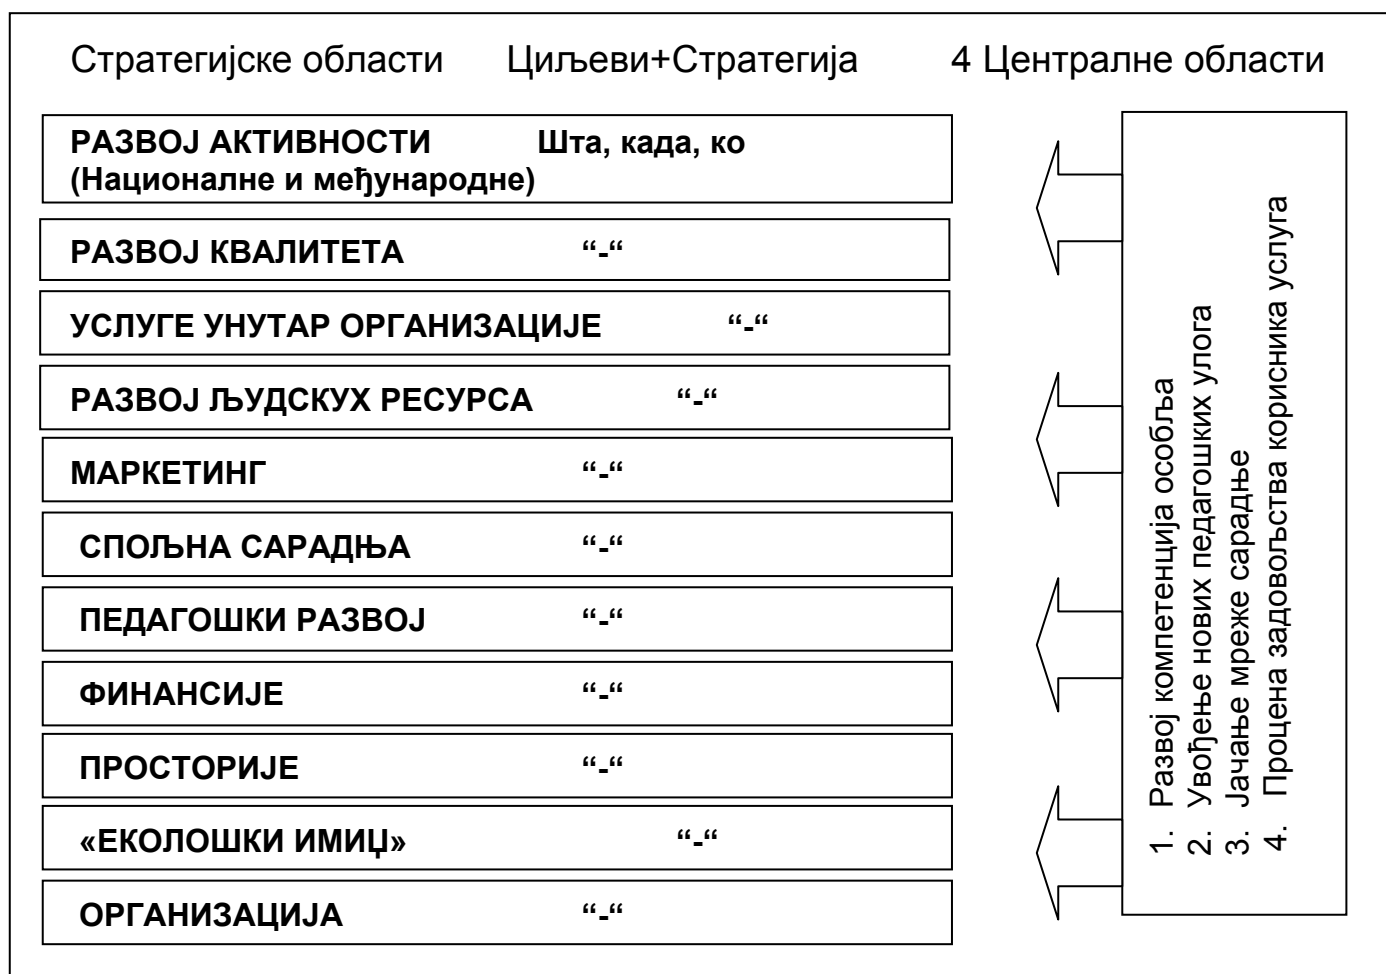 Стратегијске области Циљеви+Стратегија 4 Централне области
РАЗВОЈ АКТИВНОСТИ Шта, када, ко
(Националне и међународне)
РАЗВОЈ КВАЛИТЕТА “-“
УСЛУГЕ УНУТАР ОРГАНИЗАЦИЈЕ “-“
РАЗВОЈ ЉУДСКУХ РЕСУРСА “-“
МАРКЕТИНГ “-“
СПОЉНА САРАДЊА “-“
ПЕДАГОШКИ РАЗВОЈ “-“
ФИНАНСИЈЕ “-“
ПРОСТОРИЈЕ “-“
«ЕКОЛОШКИ ИМИЏ» “-“
ОРГАНИЗАЦИЈА “-“
1. Развој компетенција особља
2. Увођење нових педагошких улога
3. Јачање мреже сарадње
4. Процена задовољства корисника услуга